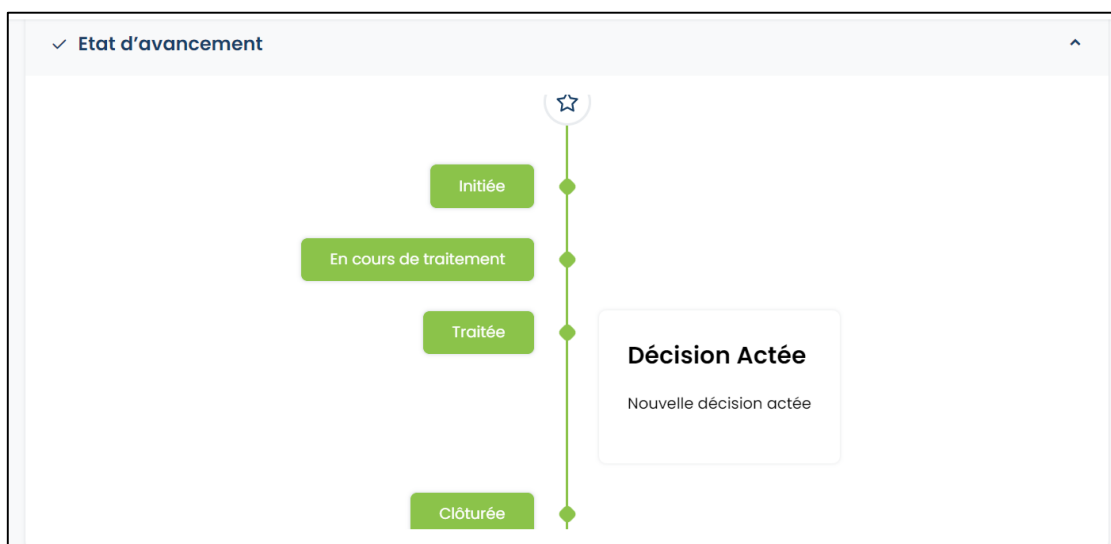 Etat d’avancement
Initiée
En cours de traitement
Traitée
Décision Actée
Nouvelle décision actée
Clôturée